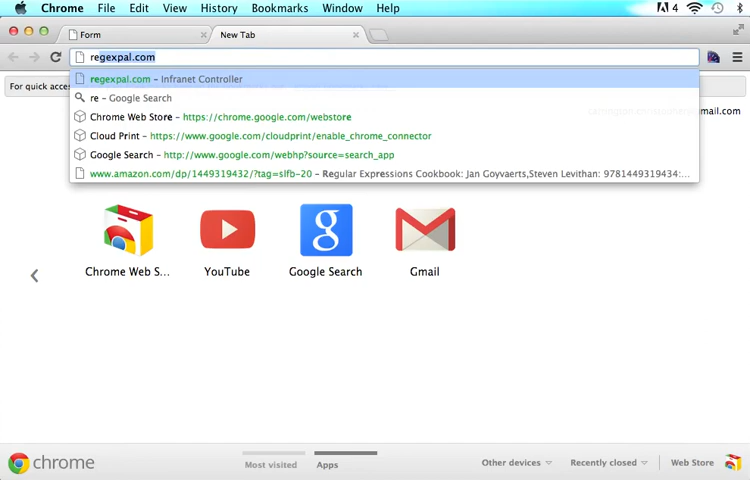 Chrome File Edit View History Bookmarks Window Help 4
Form New Tab
regexpal.com
regexpal.com – Infranet Controller
For quick acces
re – Google Search
Chrome Web Store – https://chrome.google.com/webstore
mail.com
Cloud Print – https://www.google.com/cloudprint/enable_chrome_connector
Google Search – http://www.google.com/webhp?source=search_app
www.amazon.com/dp/1449319432/?tag=slfb-20 – Regular Expressions Cookbook: Jan Goyvaerts,Steven Levithan: 9781449319434:...
Chrome Web S... YouTube Google Search Gmail
chrome Most visited Apps Other devices Recently closed Web Store